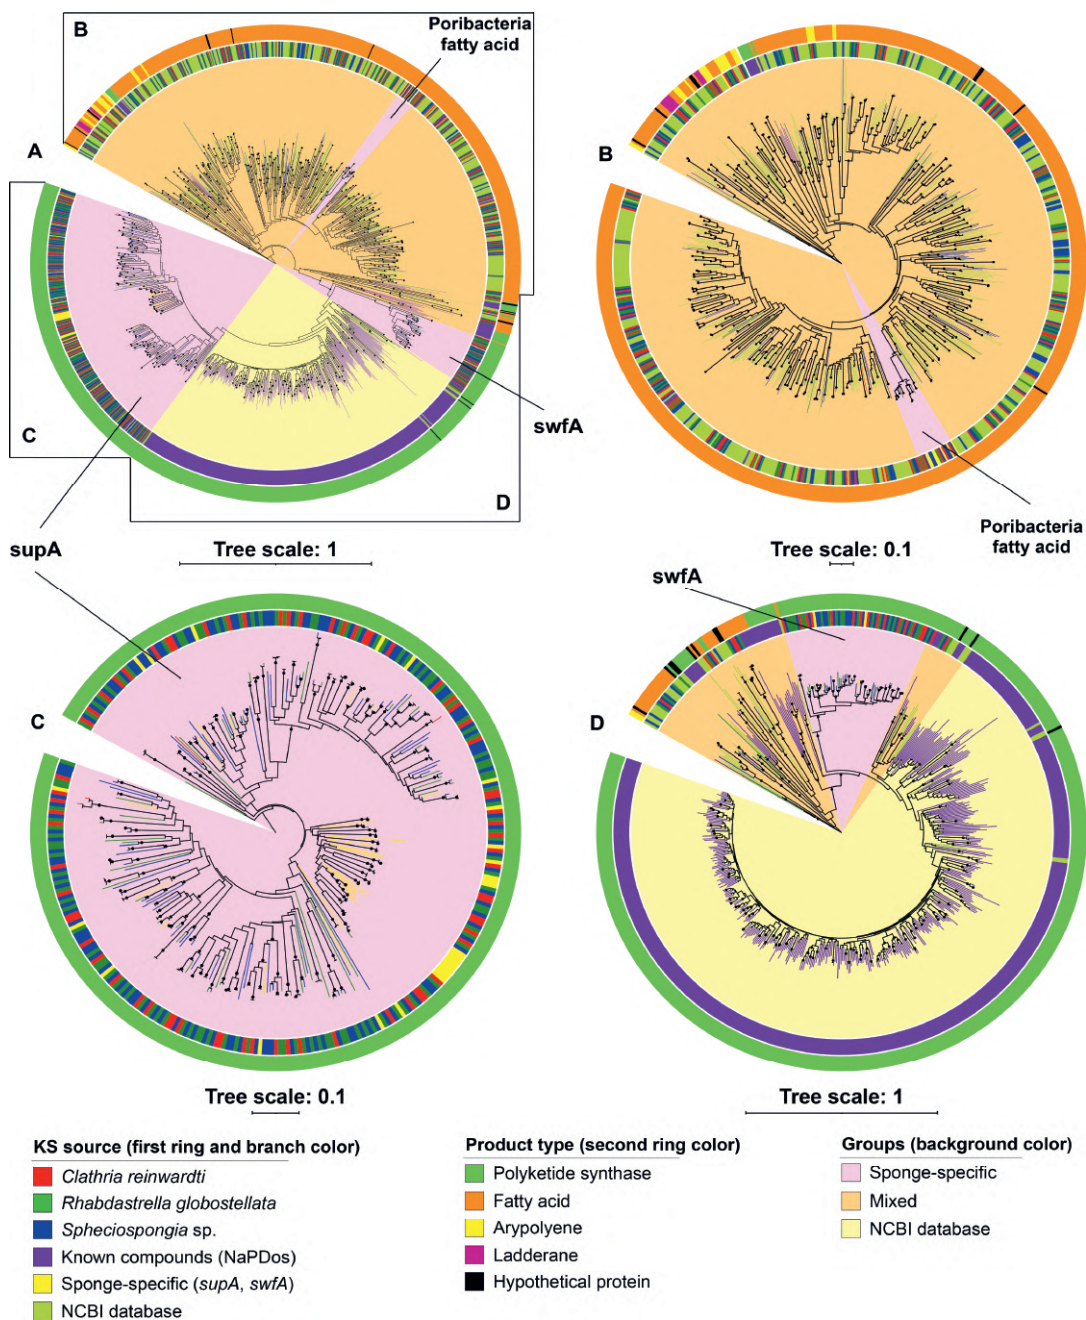 B
Poribacteria
fatty acid
A
C
D
swfA
supA
Tree scale: 1
B
Poribacteria
fatty acid
Tree scale: 0.1
swfA
C
Tree scale: 0.1
D
Tree scale: 1
KS source (first ring and branch color)
Clathria reinwardti
Rhabdastrella globostellata
Spheciospongia sp.
Known compounds (NaPDos)
Sponge-specific (supA, swfA)
NCBI database
Product type (second ring color)
Polyketide synthase
Fatty acid
Arypolyene
Ladderane
Hypothetical protein
Groups (background color)
Sponge-specific
Mixed
NCBI database